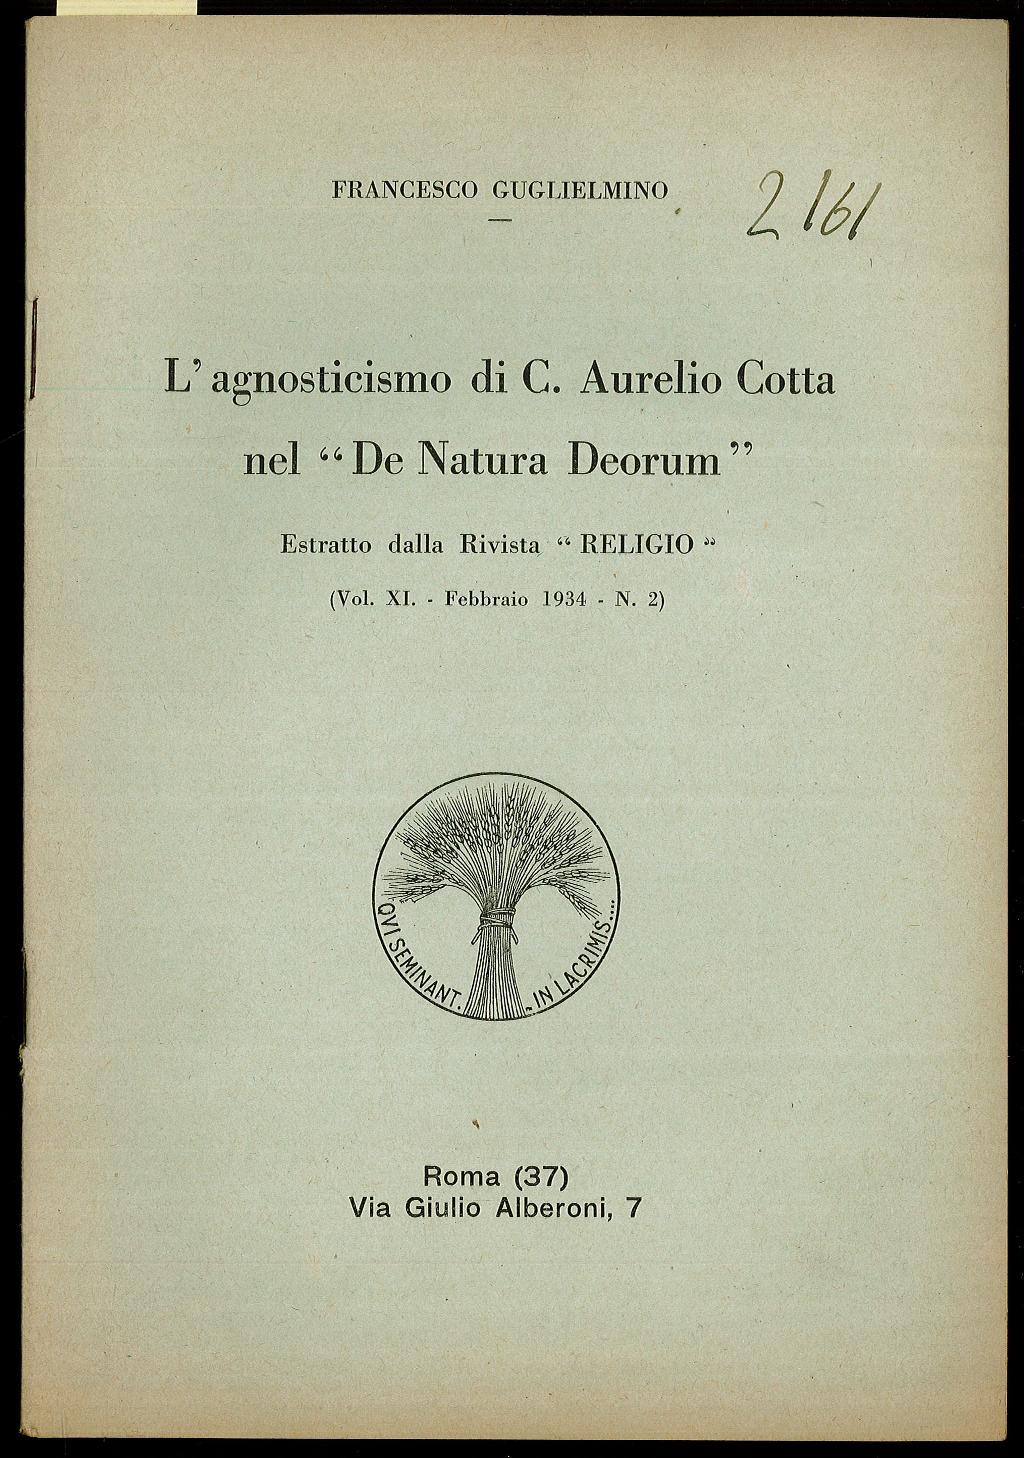 FRANCESCO GUGLIELMINO
2161
L' agnosticismo di C. Aurelio Cotta
nel “ De Natura Deorum ”
Estratto dalla Rivista “ RELIGIO ”
(Vol. XI. - Febbraio 1934 - N. 2)
QVI SEMINANT. - IN LACRIMIS....
Roma (37)
Via Giulio Alberoni, 7